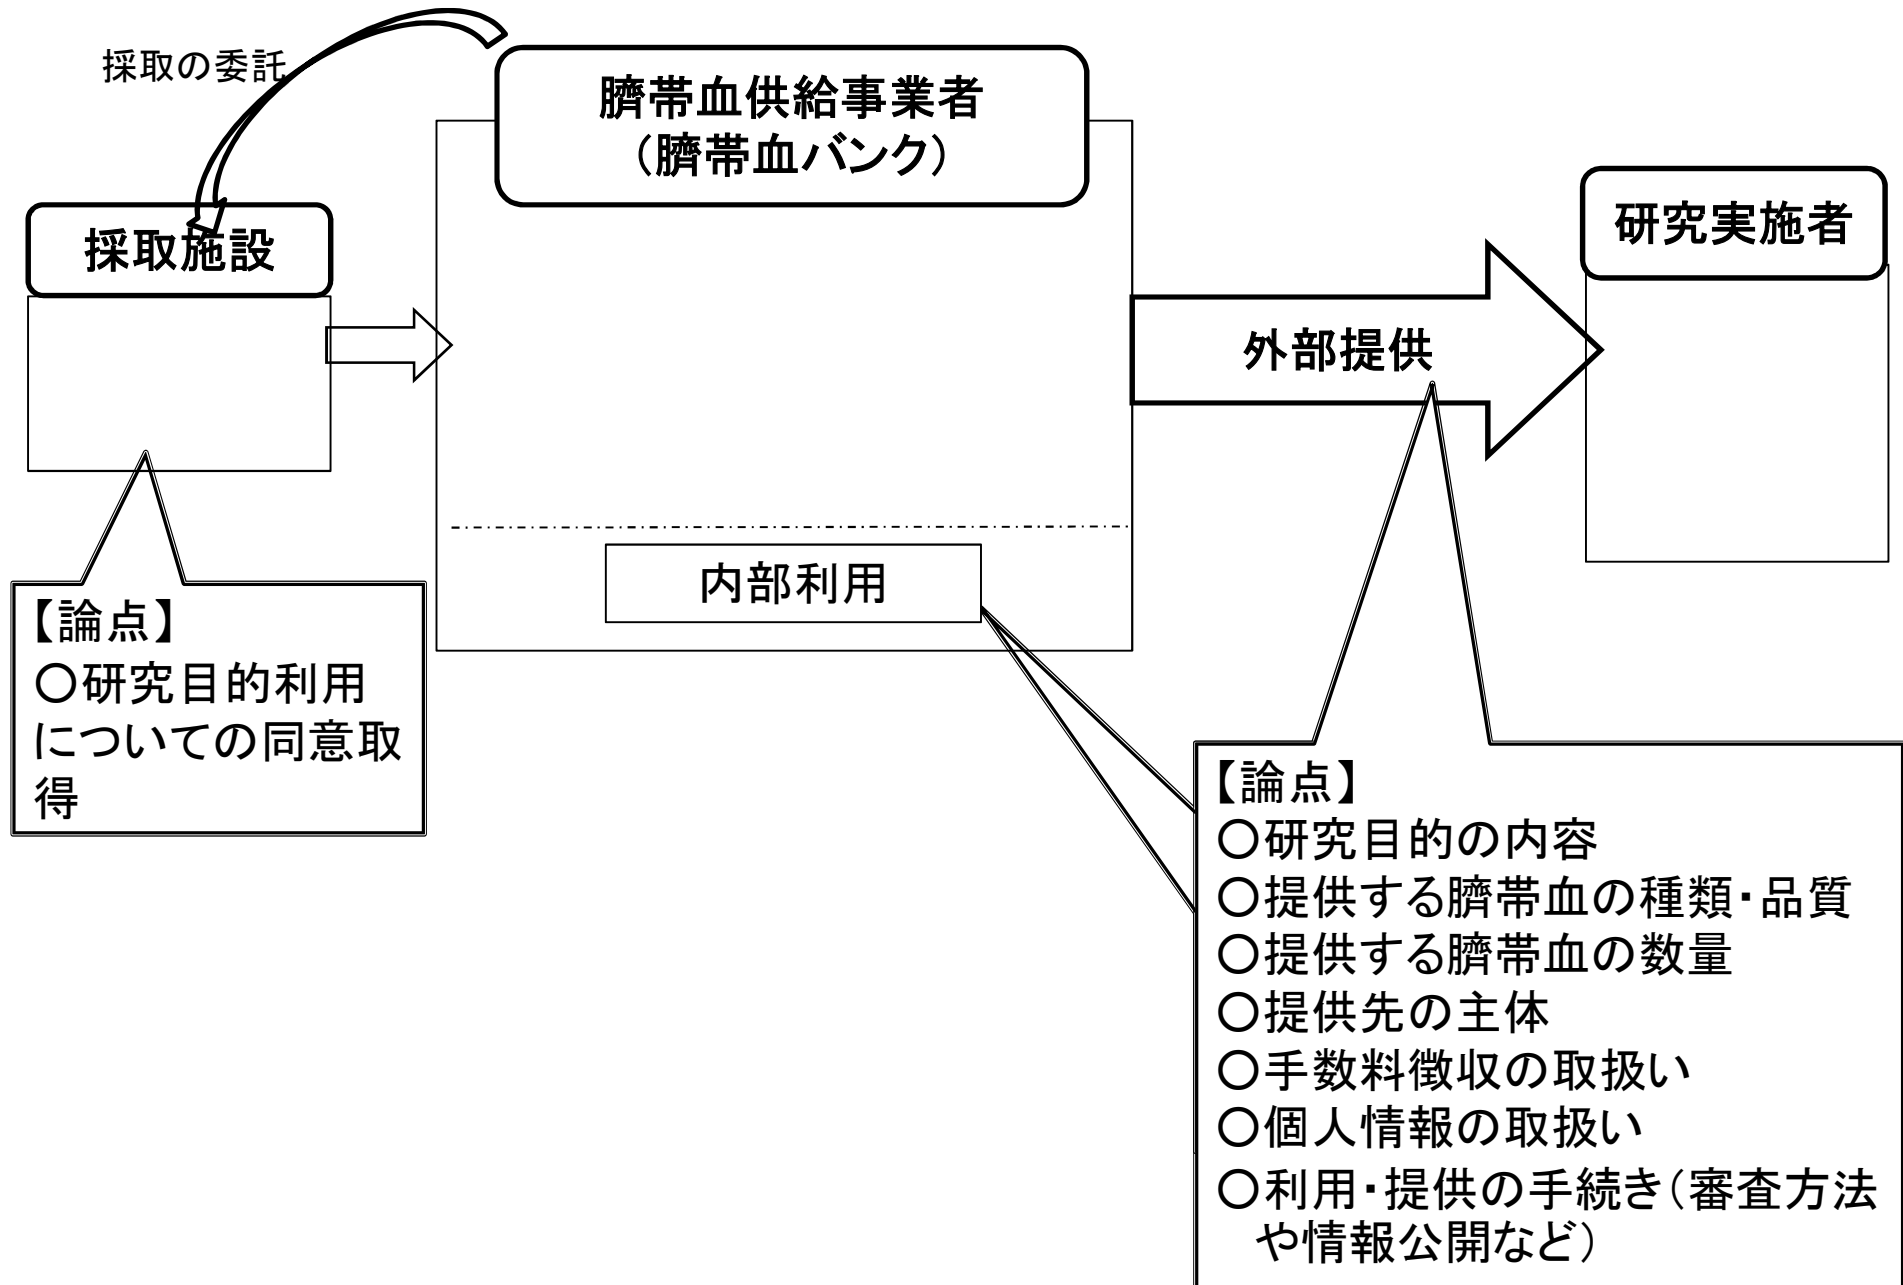 採取の委託
臍帯血供給事業者
（臍帯血バンク）
採取施設
研究実施者
外部提供
内部利用
【論点】
○研究目的利用
についての同意取
得
【論点】
○研究目的の内容
○提供する臍帯血の種類・品質
○提供する臍帯血の数量
○提供先の主体
○手数料徴収の取扱い
○個人情報の取扱い
○利用・提供の手続き（審査方法
や情報公開など）